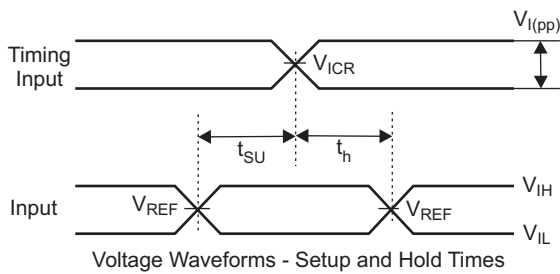 V_I(pp)
Timing
Input
V_ICR
t_SU
t_h
Input
V_REF
V_REF
V_IH
V_IL
Voltage Waveforms - Setup and Hold Times